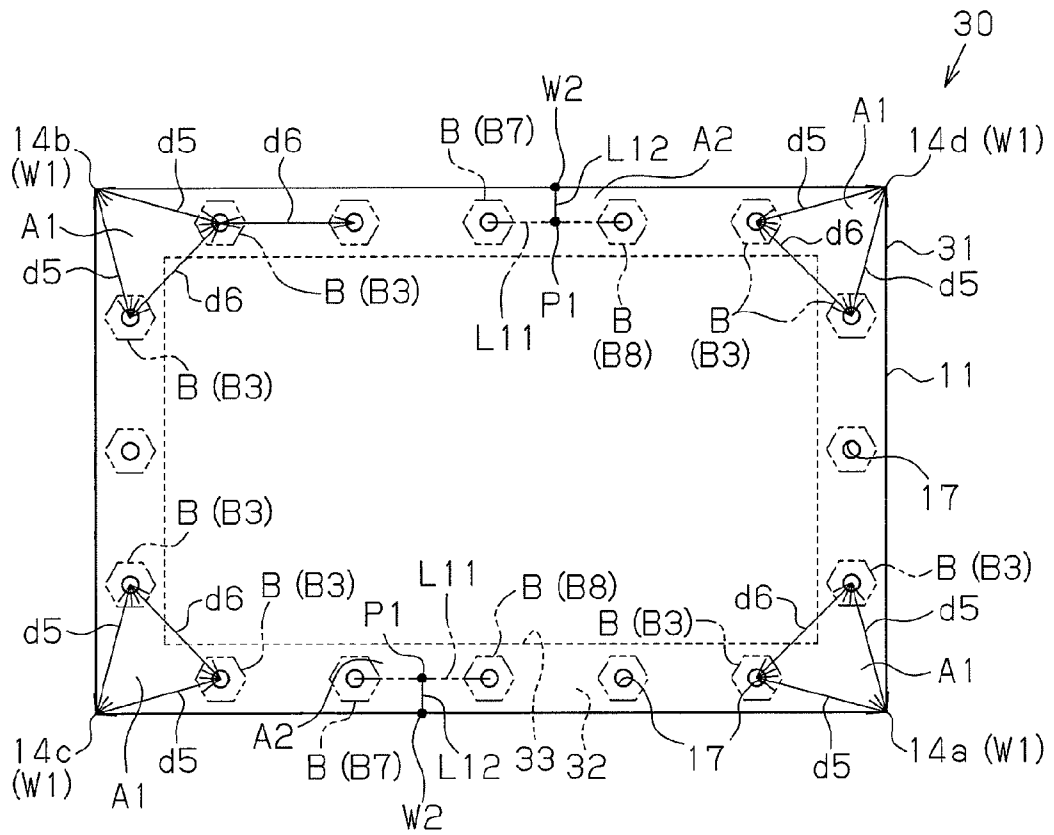 30
W2
14b (W1)
d5
d6
B (B7)
L12
A2
d5
A1
14d (W1)
A1
d5
d6
B (B3)
L11
P1
B (B8)
B (B3)
d6
31
d5
B (B3)
11
17
B (B3)
B (B3)
d5
d6
B (B3)
P1
L11
B (B8)
B (B3)
d6
d5
A1
A1
14c (W1)
A1
d5
A2
B (B7)
L12
W2
33
32
17
d5
14a (W1)